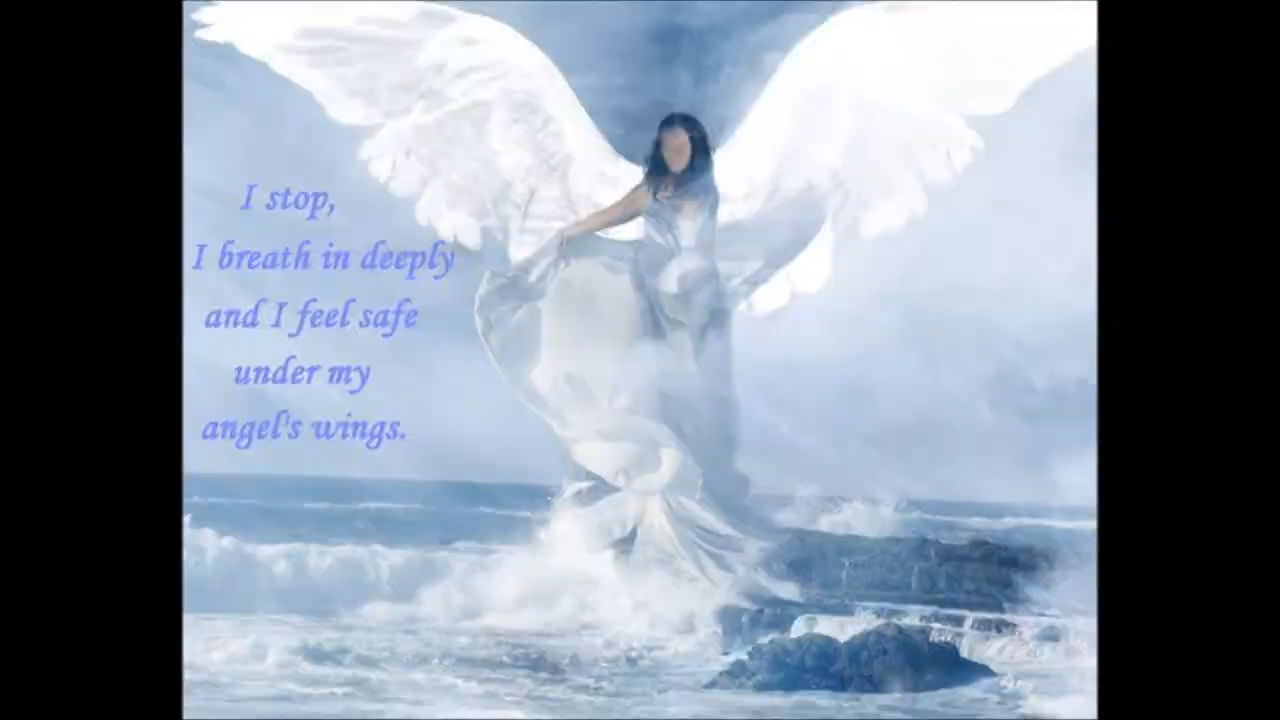 I stop,
I breath in deeply
and I feel safe
under my
angel's wings.